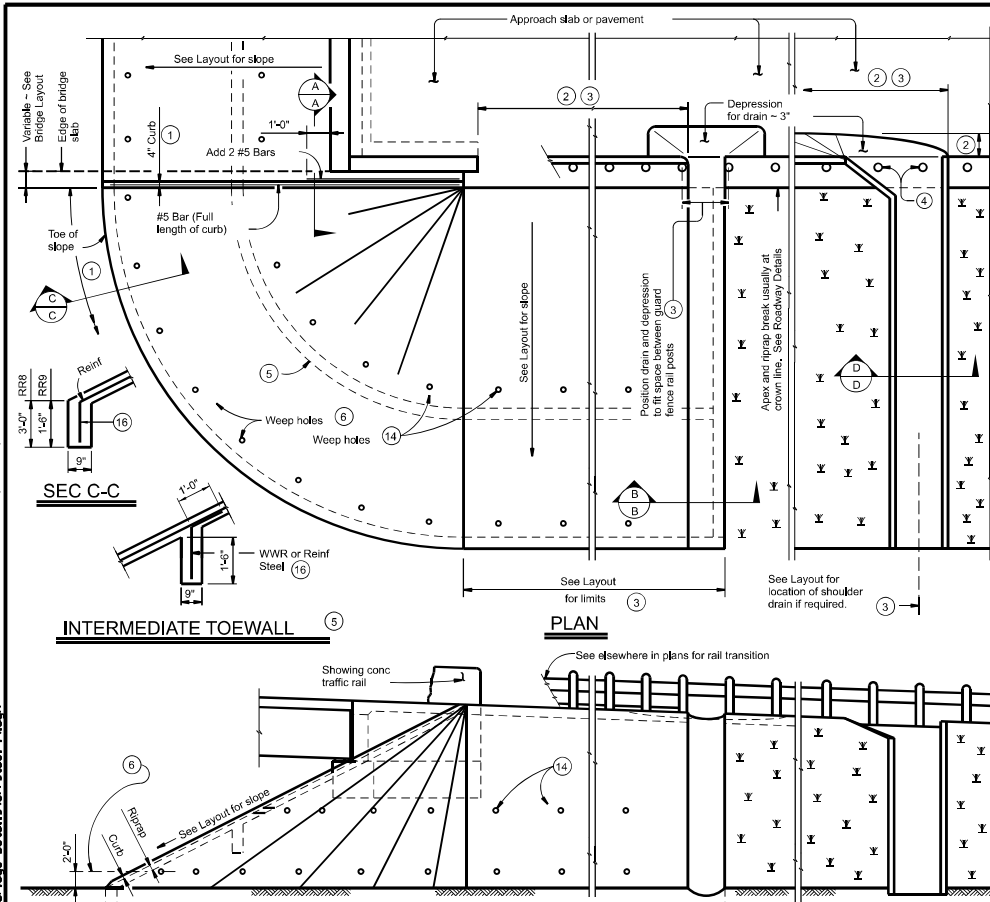 Approach slab or pavement
See Layout for slope
Variable ~ See
Bridge Layout
Edge of bridge
slab
4" Curb
1
A
A
1'-0"
Add 2 #5 Bars
2 3
Depression
for drain ~ 3"
2 3
2
#5 Bar (Full
length of curb)
Toe of
slope
1
C
C
4
3
See Layout for slope
Position drain and depression
to fit space between guard
fence rail posts
Apex and riprap break usually at
crown line. See Roadway Details
D
D
5
RR8
RR9
Reinf
3'-0"
1'-6"
16
9"
SEC C-C
Weep holes 6
Weep holes
14
B
B
1'-0"
WWR or Reinf
Steel 16
1'-6"
9"
INTERMEDIATE TOEWALL 5
See Layout
for limits 3
PLAN
See Layout for
location of shoulder
drain if required.
3
See elsewhere in plans for rail transition
Showing conc
traffic rail
6
14
See Layout for slope
Riprap
Curb
2'-0"